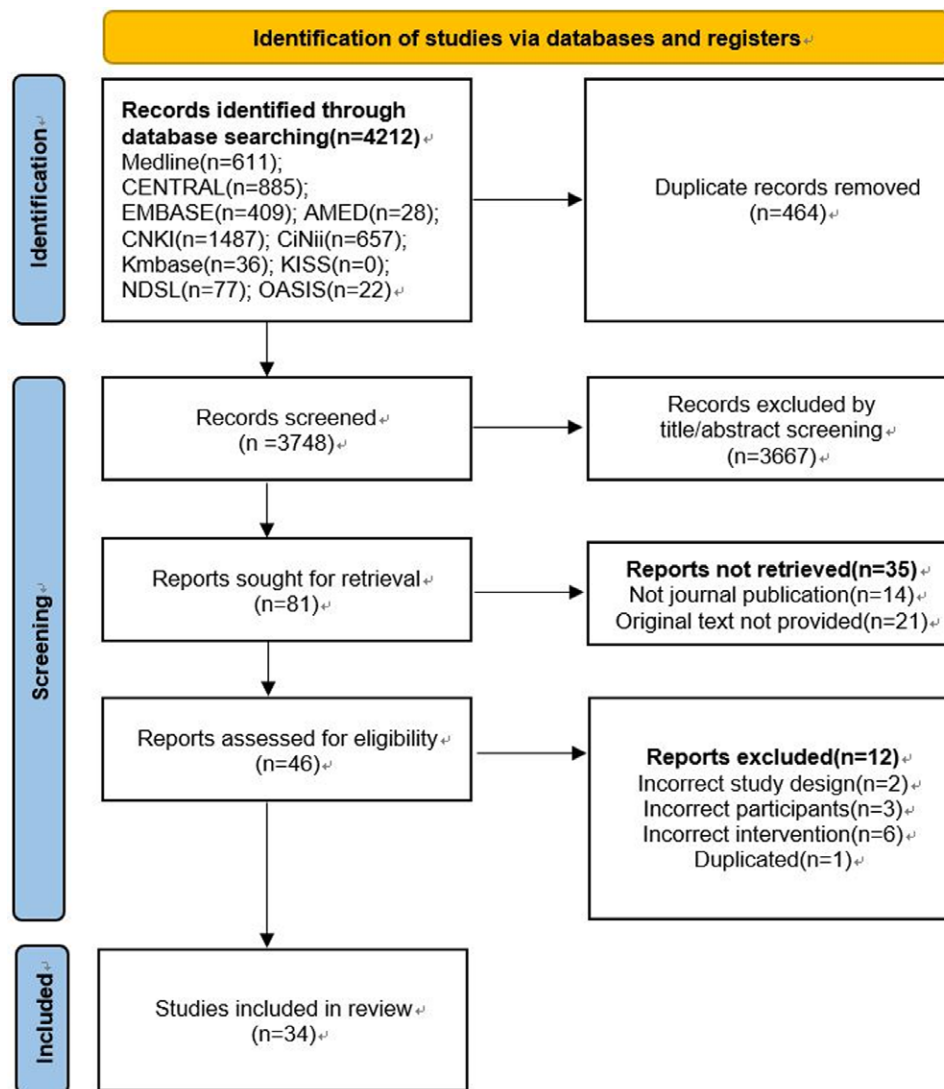 Identification of studies via databases and registers↵
Identification↵
Records identified through
database searching(n=4212)↵
Medline(n=611);
CENTRAL(n=885);
EMBASE(n=409); AMED(n=28);
CNKI(n=1487); CiNii(n=657);
Kmbase(n=36); KISS(n=0);
NDSL(n=77); OASIS(n=22)↵
Duplicate records removed
(n=464)↵
Screening↵
Records screened↵
(n =3748)↵
Records excluded by
title/abstract screening↵
(n=3667)↵
Reports sought for retrieval↵
(n=81)↵
Reports not retrieved(n=35)↵
Not journal publication(n=14)↵
Original text not provided(n=21)↵
Reports assessed for eligibility↵
(n=46)↵
Reports excluded(n=12)↵
Incorrect study design(n=2)↵
Incorrect participants(n=3)↵
Incorrect intervention(n=6)↵
Duplicated(n=1)↵
Included↵
Studies included in review↵
(n=34)↵